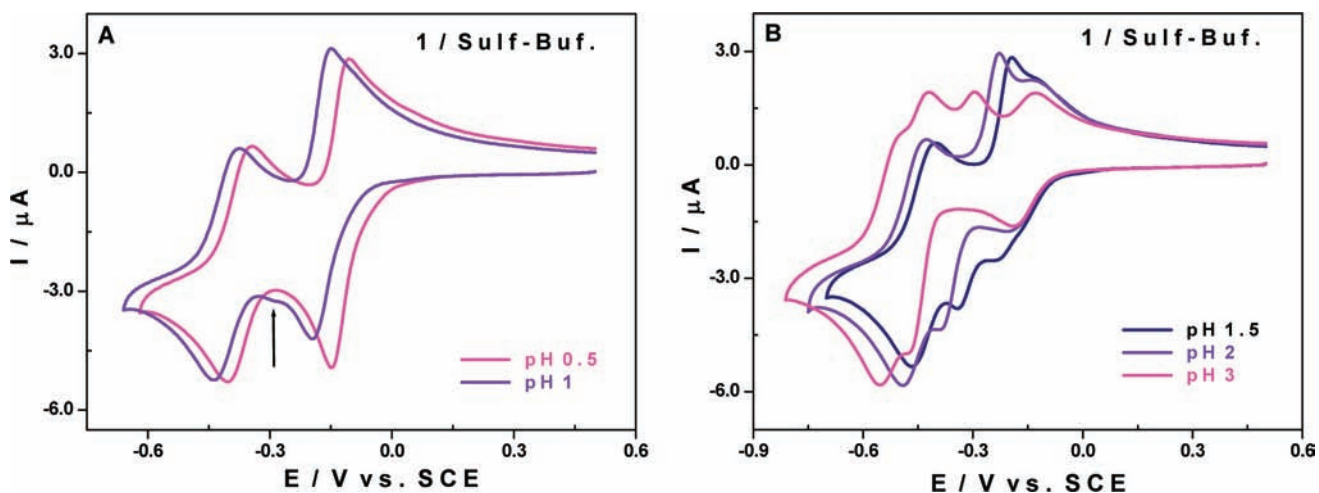 A
1 / Sulf-Buf.
3.0
0.0
-3.0
-6.0
I / μA
pH 0.5
pH 1
-0.6
-0.3
0.0
0.3
0.6
E / V vs. SCE
B
1 / Sulf-Buf.
3.0
0.0
-3.0
-6.0
I / μA
pH 1.5
pH 2
pH 3
-0.9
-0.6
-0.3
0.0
0.3
0.6
E / V vs. SCE